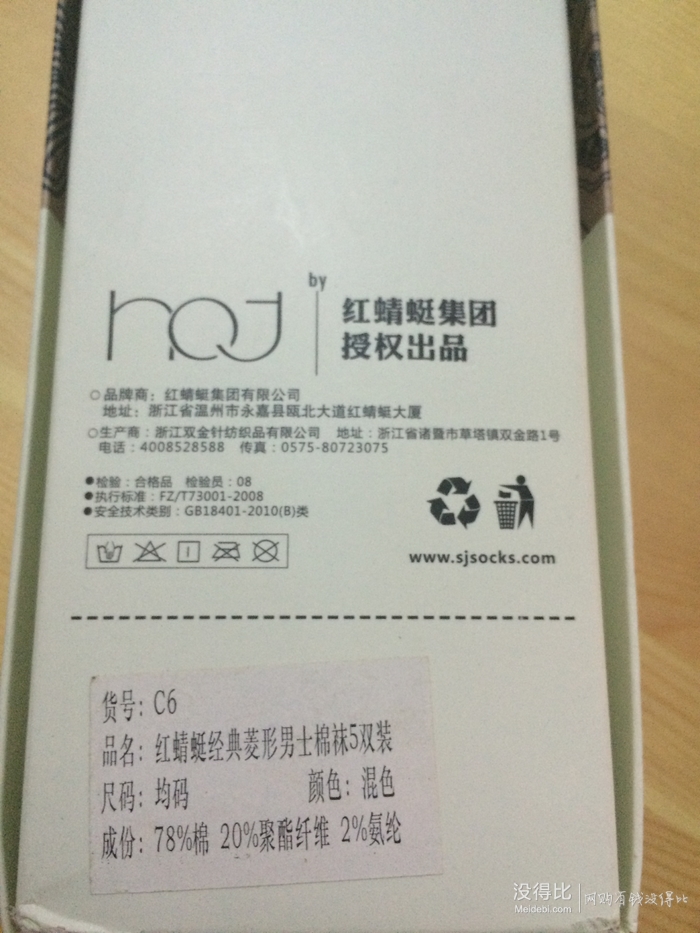 hQJ
by
红蜻蜓集团
授权出品
○品牌商：红蜻蜓集团有限公司
地址：浙江省温州市永嘉县瓯北大道红蜻蜓大厦
○生产商：浙江双金针纺织品有限公司 地址：浙江省诸暨市草塔镇双金路1号
电话：4008528588 传真：0575-80723075
●检验：合格品 检验员：08
●执行标准：FZ/T73001-2008
●安全技术类别：GB18401-2010(B)类
www.sjsocks.com
货号：C6
品名：红蜻蜓经典菱形男士棉袜5双装
尺码：均码 颜色：混色
成份：78%棉 20%聚酯纤维 2%氨纶
没得比
Meidebi.com
网购有钱没得比